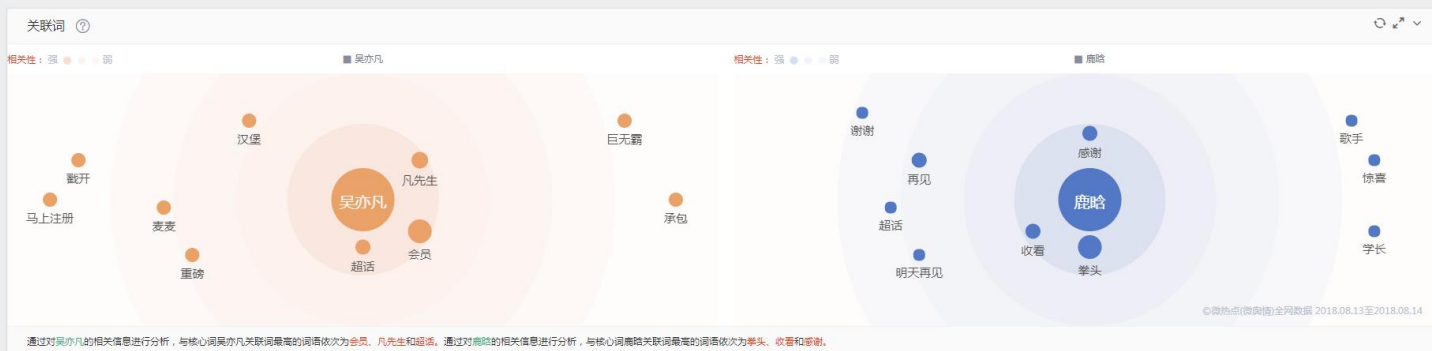 关联词
相关性：强 弱
吴亦凡
汉堡
巨无霸
戳开
凡先生
马上注册
麦麦
吴亦凡
承包
重磅
超话
会员
相关性：强 弱
鹿晗
谢谢
感谢
歌手
再见
惊喜
超话
鹿晗
收看
学长
明天再见
拳头
©微热点(微舆情)全网数据 2018.08.13至2018.08.14
通过对吴亦凡的相关信息进行分析，与核心词吴亦凡关联词最高的词语依次为会员、凡先生和超话。通过对鹿晗的相关信息进行分析，与核心词鹿晗关联词最高的词语依次为拳头、收看和感谢。